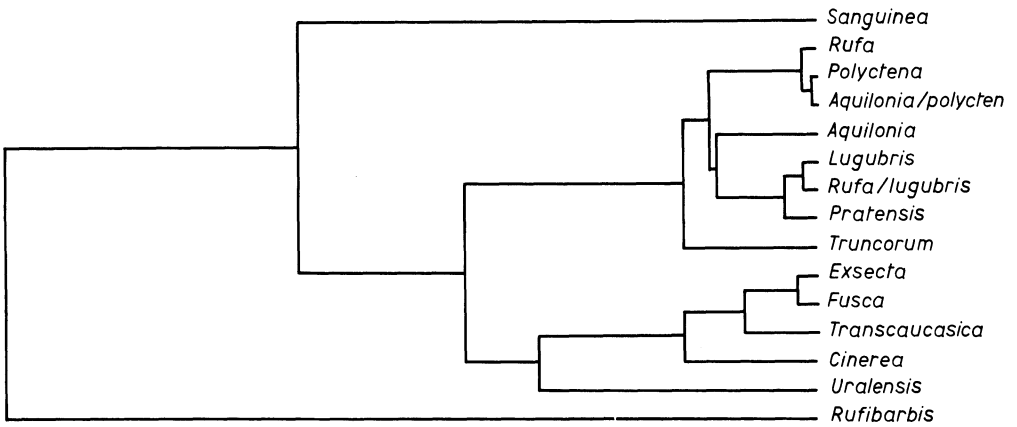 Sanguinea
Rufa
Polyctena
Aquilonia/polycten
Aquilonia
Lugubris
Rufa/lugubris
Pratensis
Truncorum
Exsecta
Fusca
Transcaucasica
Cinerea
Uralensis
Rufibarbis